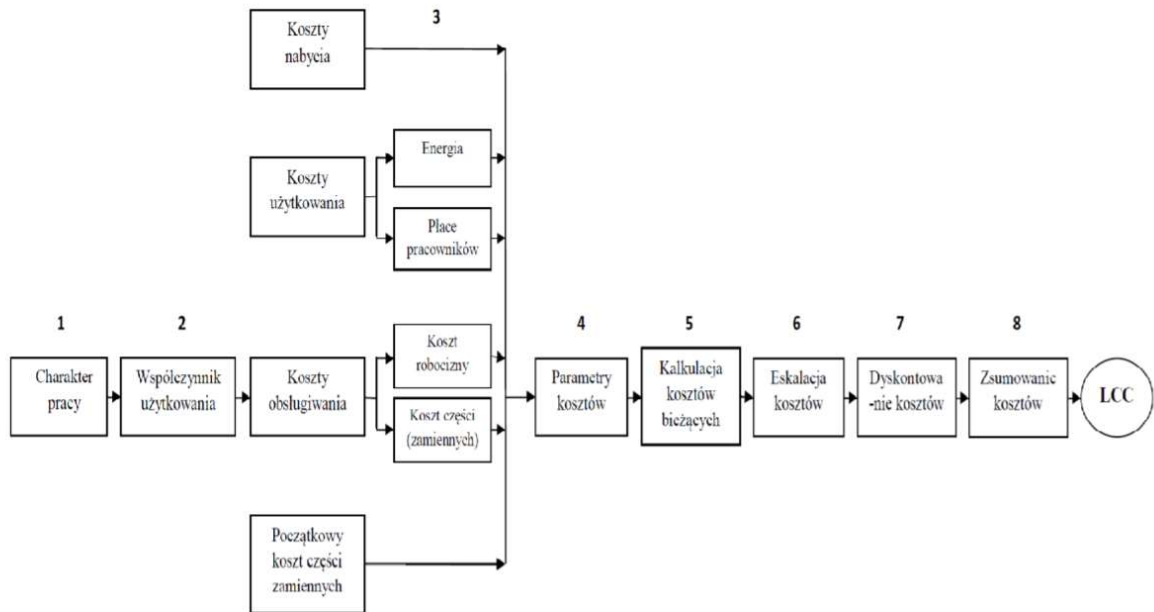 3
Koszty
nabycia
Energia
Koszty
użytkowania
Płace
pracowników
1
2
Charakter
pracy
Współczynnik
użytkowania
Koszty
obsługiwania
Koszt
robocizny
Koszt części
(zamiennych)
Początkowy
koszt części
zamiennych
4
5
6
7
8
Parametry
kosztów
Kalkulacja
kosztów
bieżących
Eskalacja
kosztów
Dyskontowa
-nie kosztów
Zsumowanie
kosztów
LCC